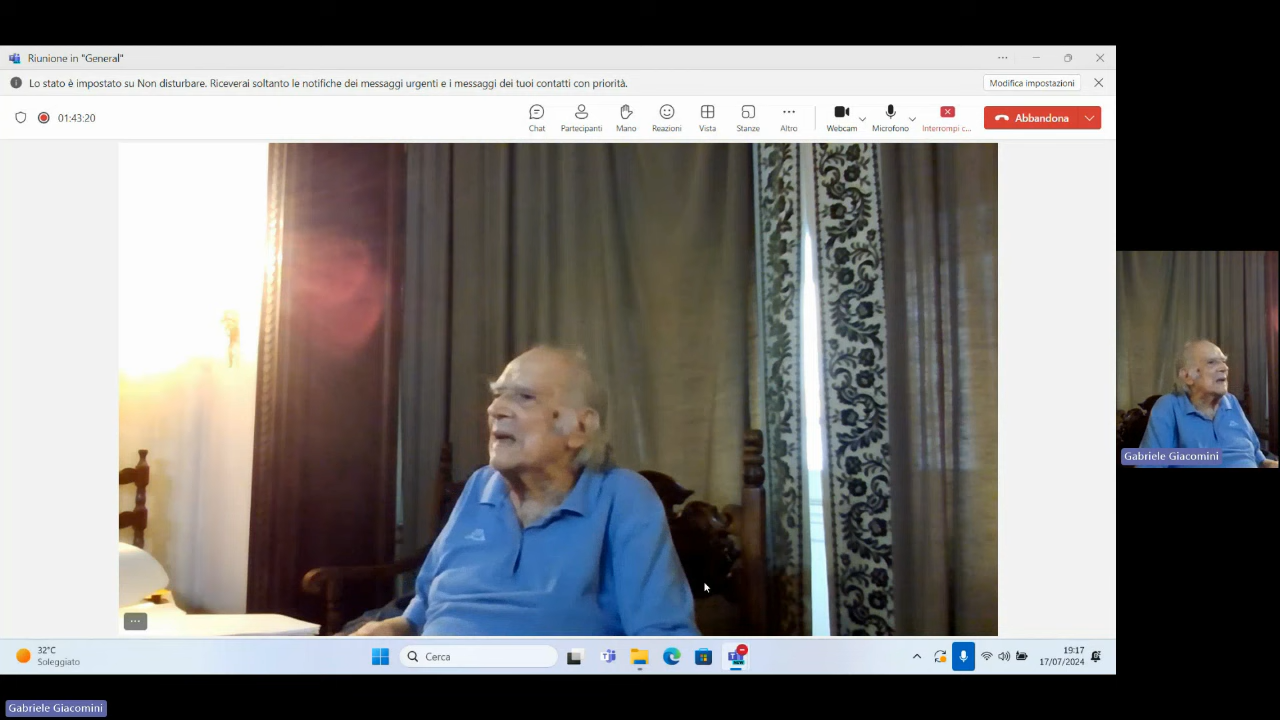 Riunione in "General"
Lo stato è impostato su Non disturbare. Riceverai soltanto le notifiche dei messaggi urgenti e i messaggi dei tuoi contatti con priorità.
Modifica impostazioni
01:43:20
Chat
Partecipanti
Mano
Reazioni
Vista
Stanze
Altro
Webcam
Microfono
Interrompi c...
Abbandona
Gabriele Giacomini
32°C
Soleggiato
Cerca
19:17
17/07/2024
Gabriele Giacomini